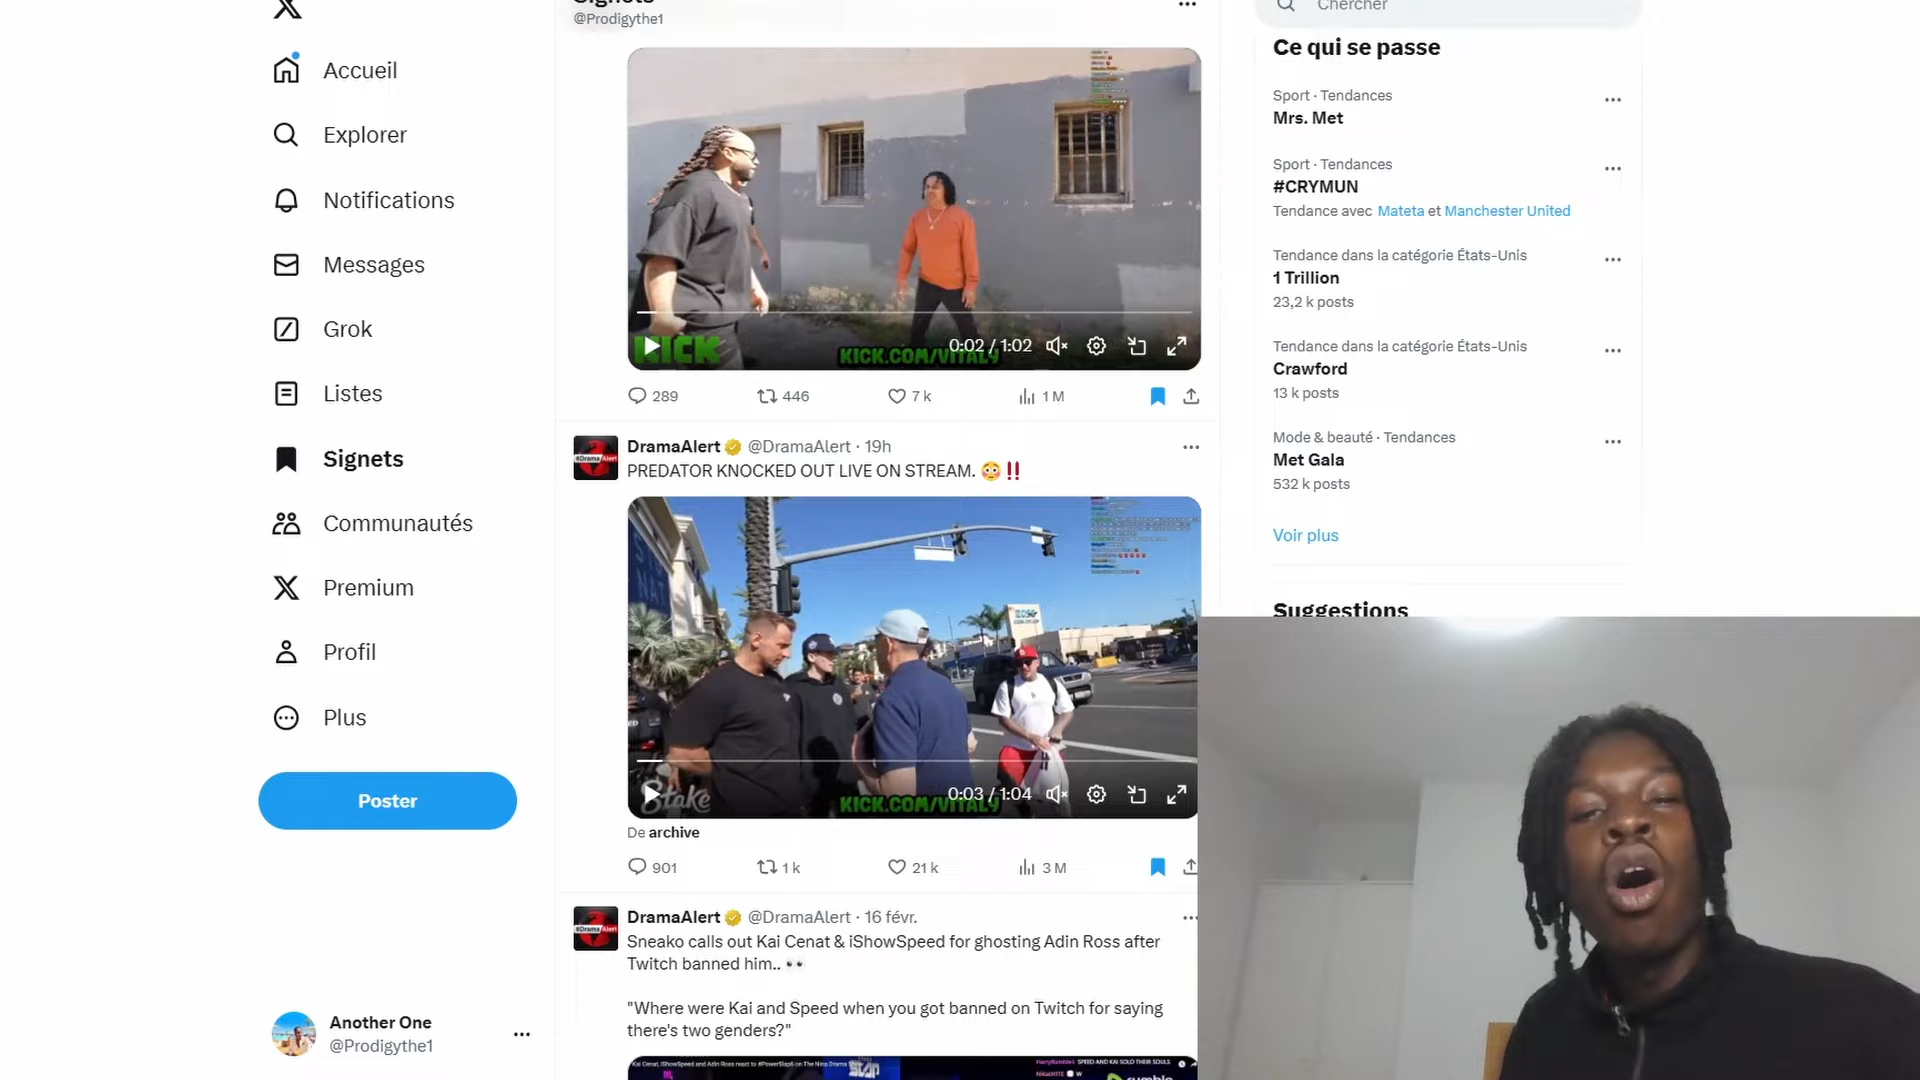 Accueil
Explorer
Notifications
Messages
Listes
Signets
Communautés
Premium
Profil
Plus
Poster
Another One
@Prodigythe1
Signets
@Prodigythe1
KICK
KICK.COM/VITALY
0:02 / 1:02
289
446
7 k
1 M
DramaAlert @DramaAlert · 19h
PREDATOR KNOCKED OUT LIVE ON STREAM. 😳‼️
Stake
KICK.COM/VITALY
0:03 / 1:04
De archive
901
1 k
21 k
3 M
DramaAlert @DramaAlert · 16 févr.
Sneako calls out Kai Cenat & iShowSpeed for ghosting Adin Ross after
Twitch banned him.. 👀
"Where were Kai and Speed when you got banned on Twitch for saying
there's two genders?"
Chercher
Ce qui se passe
Sport · Tendances
Mrs. Met
Sport · Tendances
#CRYMUN
Tendance avec Mateta et Manchester United
Tendance dans la catégorie États-Unis
1 Trillion
23,2 k posts
Tendance dans la catégorie États-Unis
Crawford
13 k posts
Mode & beauté · Tendances
Met Gala
532 k posts
Voir plus
Suggestions